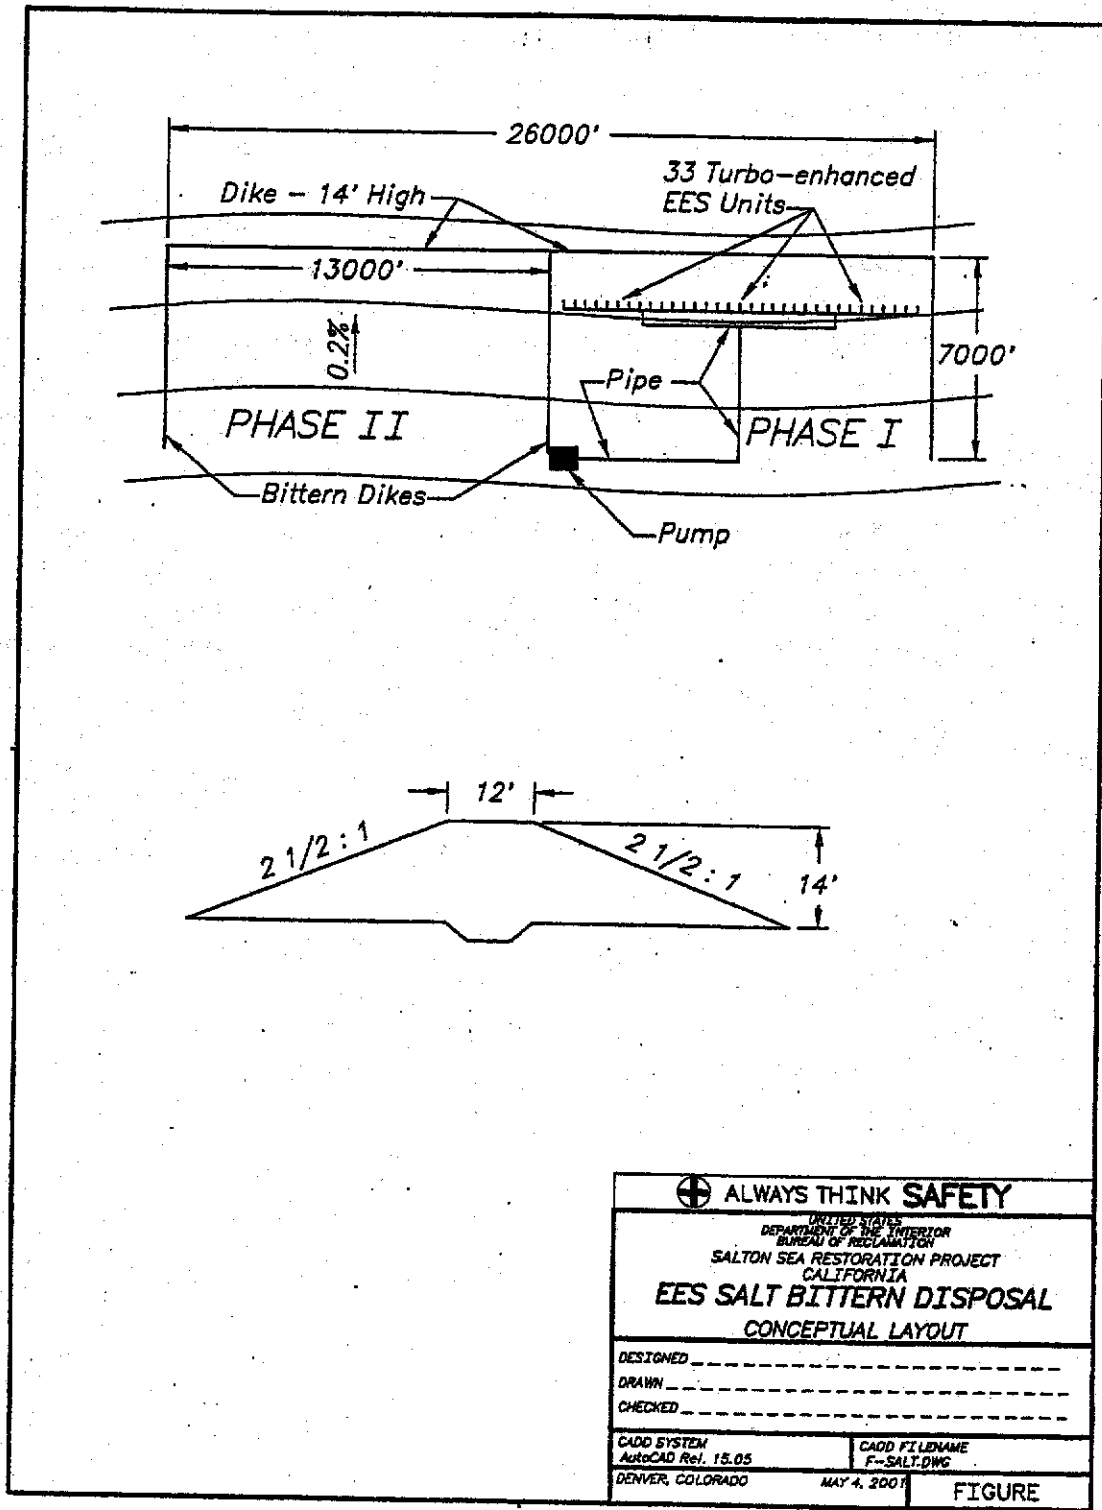 26000'
Dike - 14' High
33 Turbo-enhanced
EES Units
13000'
0.2%
7000'
Pipe
PHASE II
PHASE I
Bittern Dikes
Pump
12'
2 1/2 : 1
2 1/2 : 1
14'
ALWAYS THINK SAFETY
UNITED STATES
DEPARTMENT OF THE INTERIOR
BUREAU OF RECLAMATION
SALTON SEA RESTORATION PROJECT
CALIFORNIA
EES SALT BITTERN DISPOSAL
CONCEPTUAL LAYOUT
DESIGNED
DRAWN
CHECKED
CADD SYSTEM
AutoCAD Rel. 15.05
CADD FILENAME
F-SALT.DWG
DENVER, COLORADO
MAY 4, 2001
FIGURE